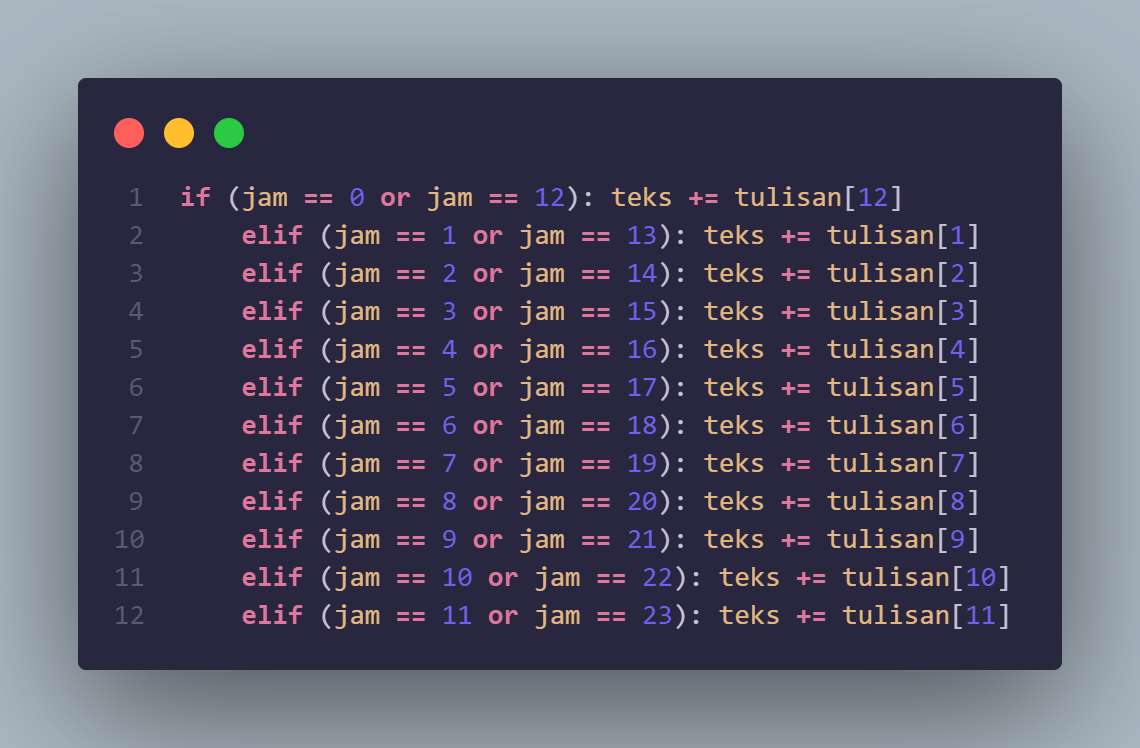 1 if (jam == 0 or jam == 12): teks += tulisan[12]
2 elif (jam == 1 or jam == 13): teks += tulisan[1]
3 elif (jam == 2 or jam == 14): teks += tulisan[2]
4 elif (jam == 3 or jam == 15): teks += tulisan[3]
5 elif (jam == 4 or jam == 16): teks += tulisan[4]
6 elif (jam == 5 or jam == 17): teks += tulisan[5]
7 elif (jam == 6 or jam == 18): teks += tulisan[6]
8 elif (jam == 7 or jam == 19): teks += tulisan[7]
9 elif (jam == 8 or jam == 20): teks += tulisan[8]
10 elif (jam == 9 or jam == 21): teks += tulisan[9]
11 elif (jam == 10 or jam == 22): teks += tulisan[10]
12 elif (jam == 11 or jam == 23): teks += tulisan[11]